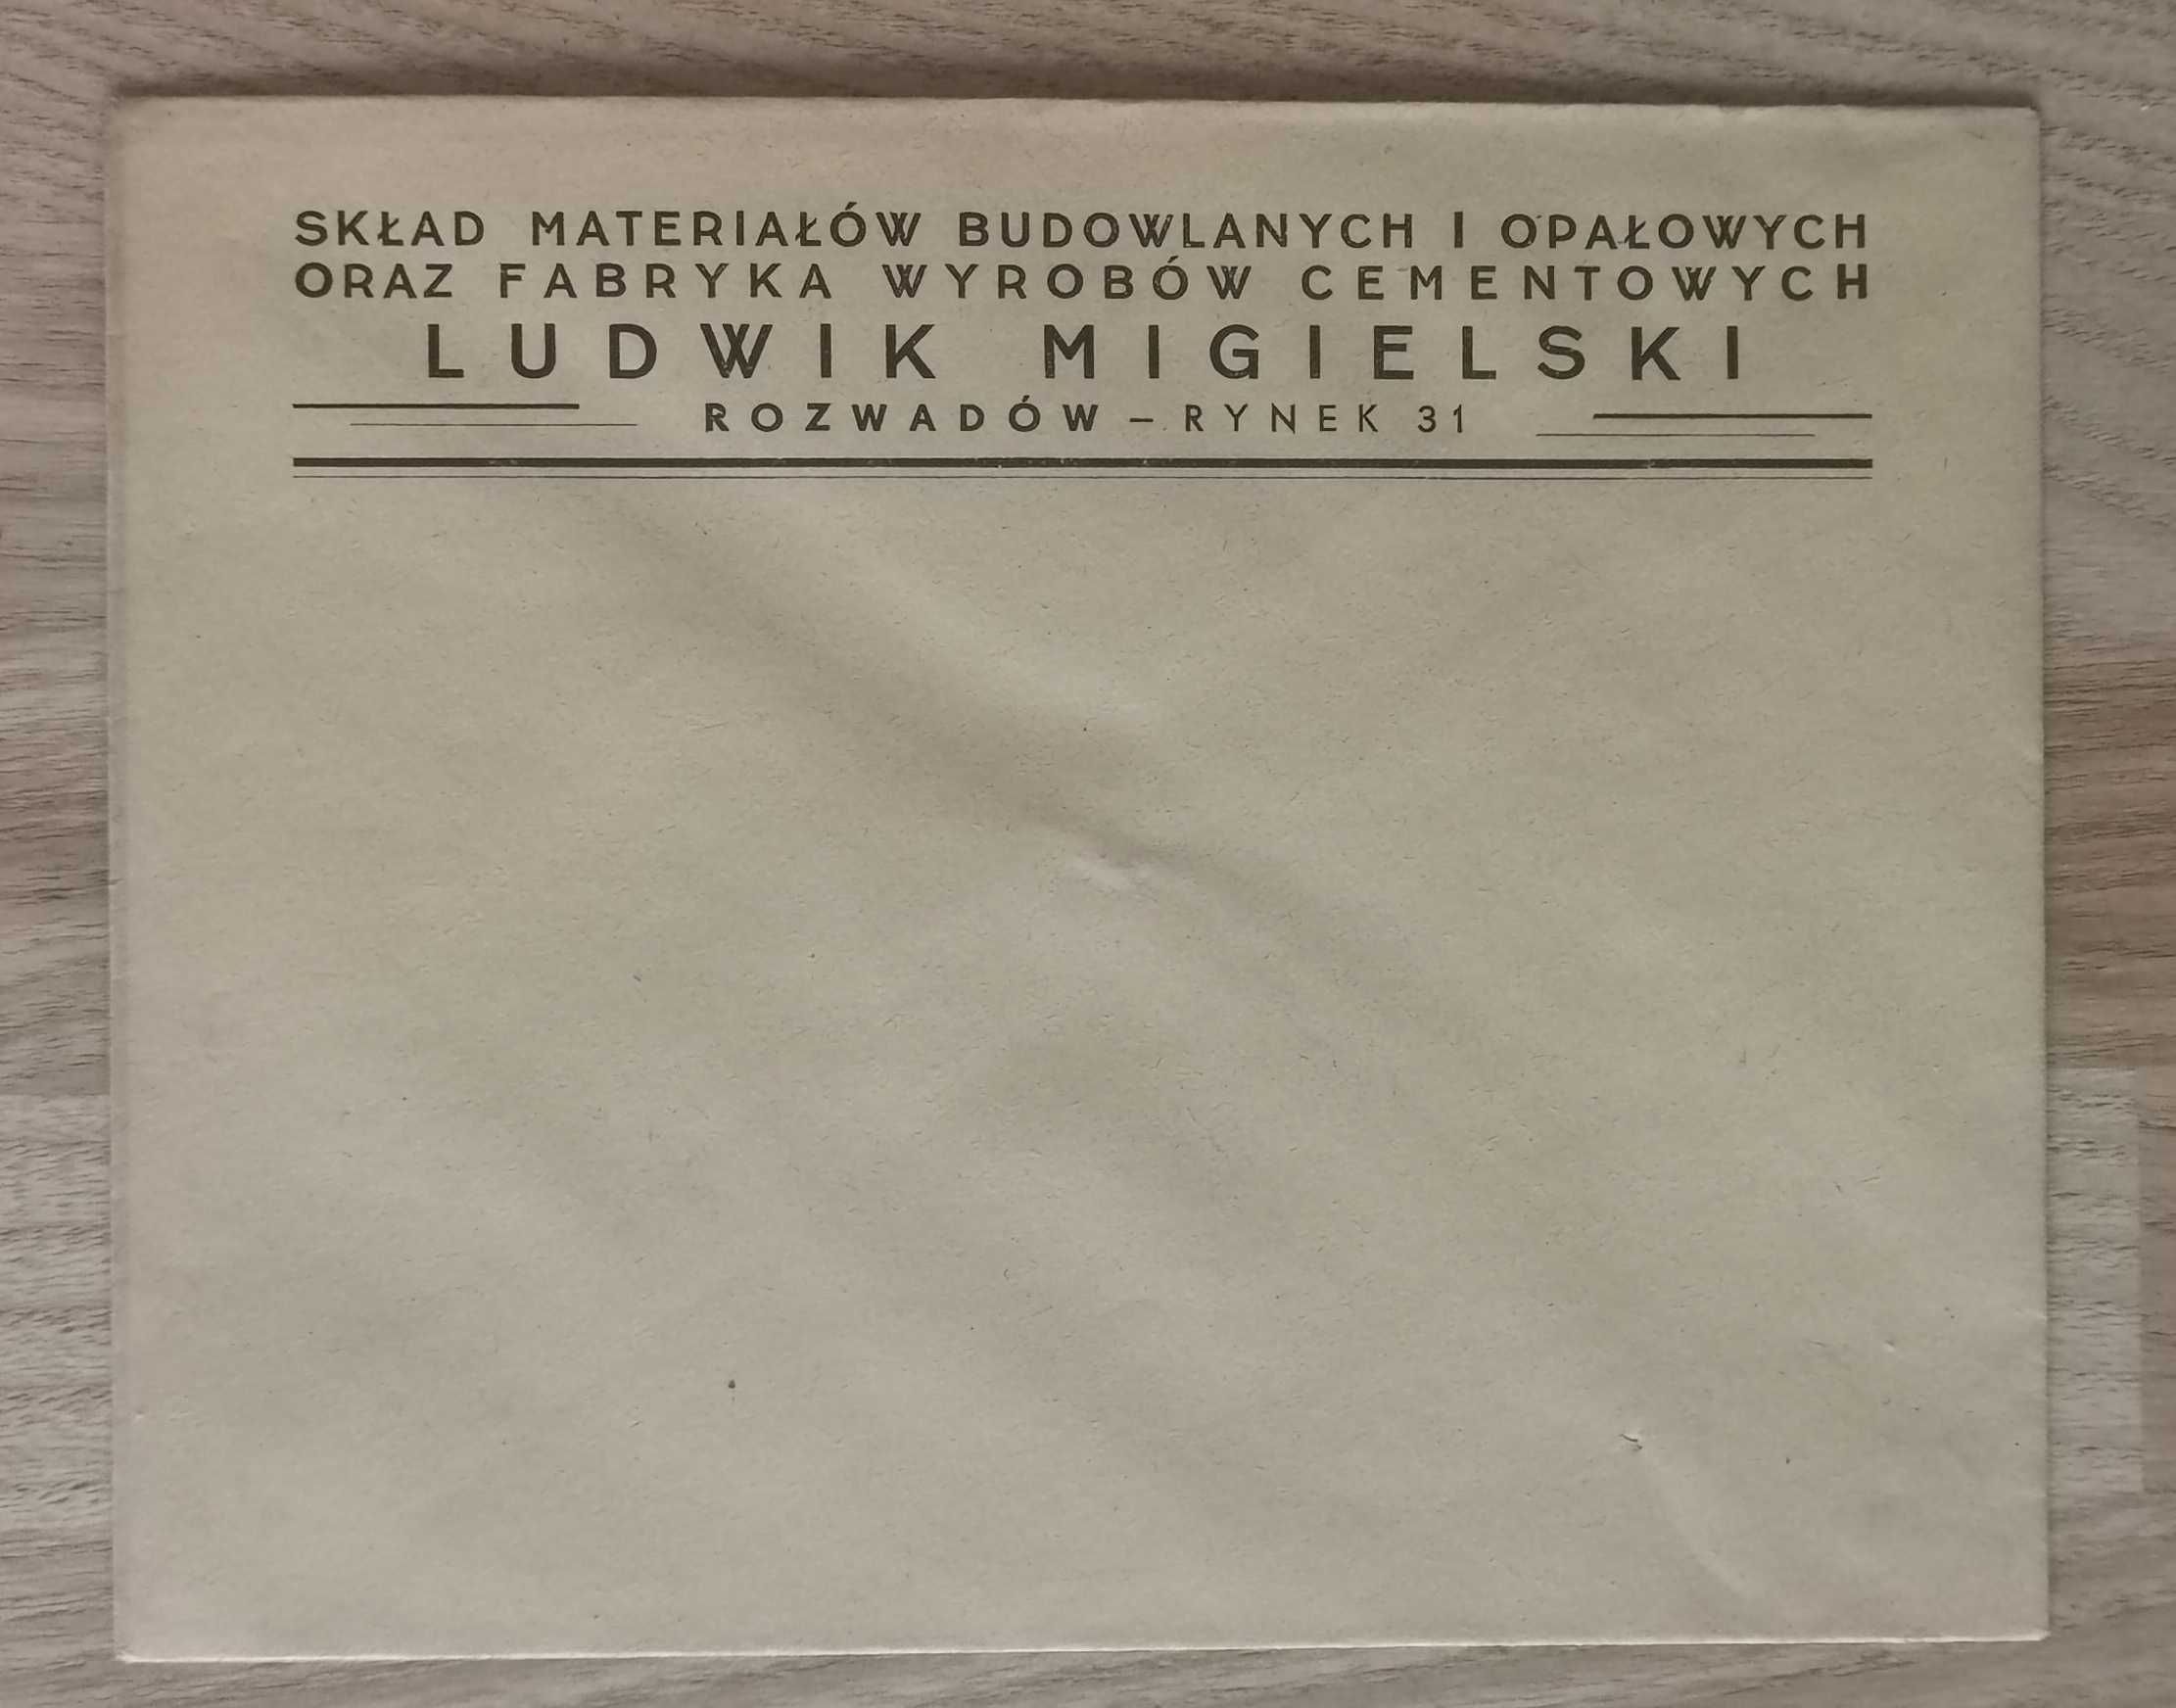 SKŁAD MATERIAŁÓW BUDOWLANYCH I OPAŁOWYCH
ORAZ FABRYKA WYROBÓW CEMENTOWYCH
LUDWIK MIGIELSKI
ROZWADÓW – RYNEK 31